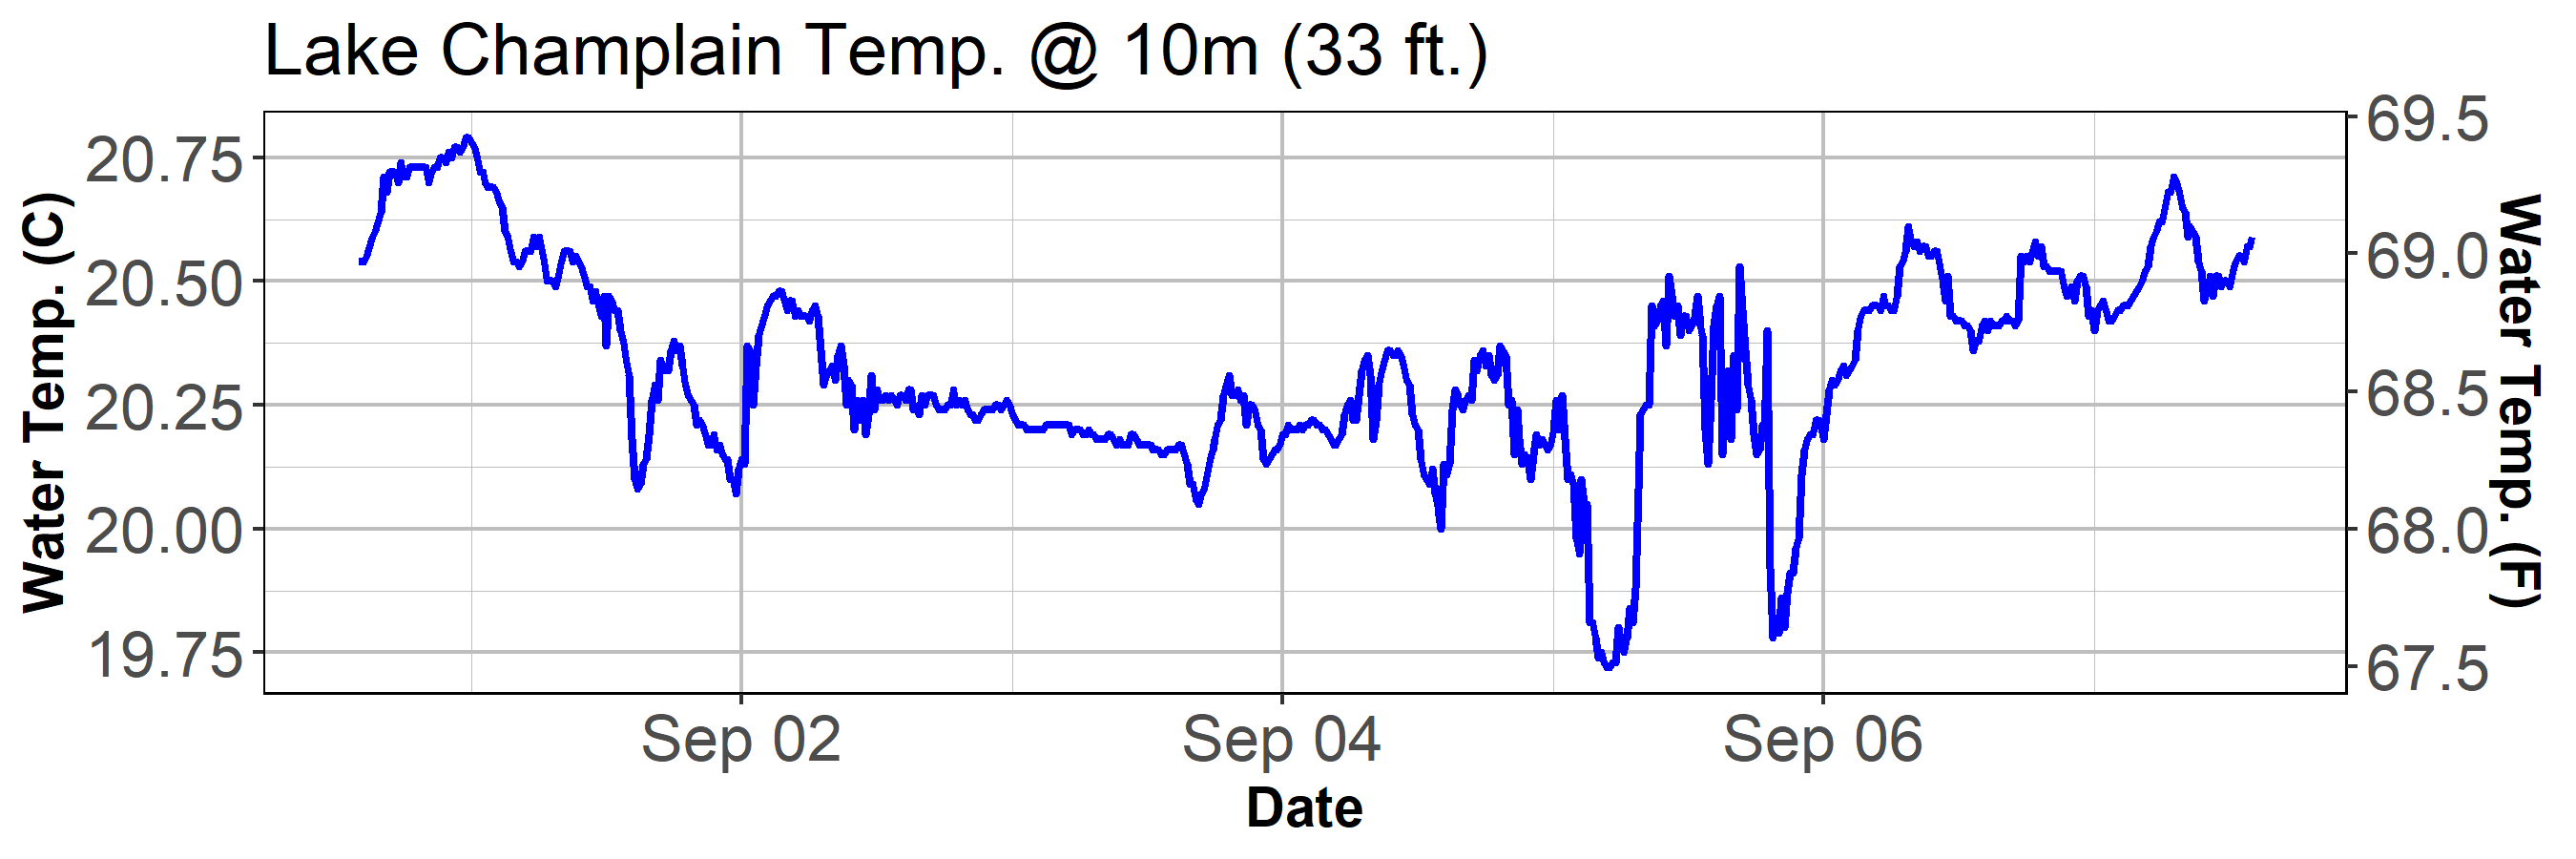 Lake Champlain Temp. @ 10m (33 ft.)
Water Temp. (C)
20.75
20.50
20.25
20.00
19.75
69.5
69.0
68.5
68.0
67.5
Water Temp. (F)
Sep 02
Sep 04
Sep 06
Date